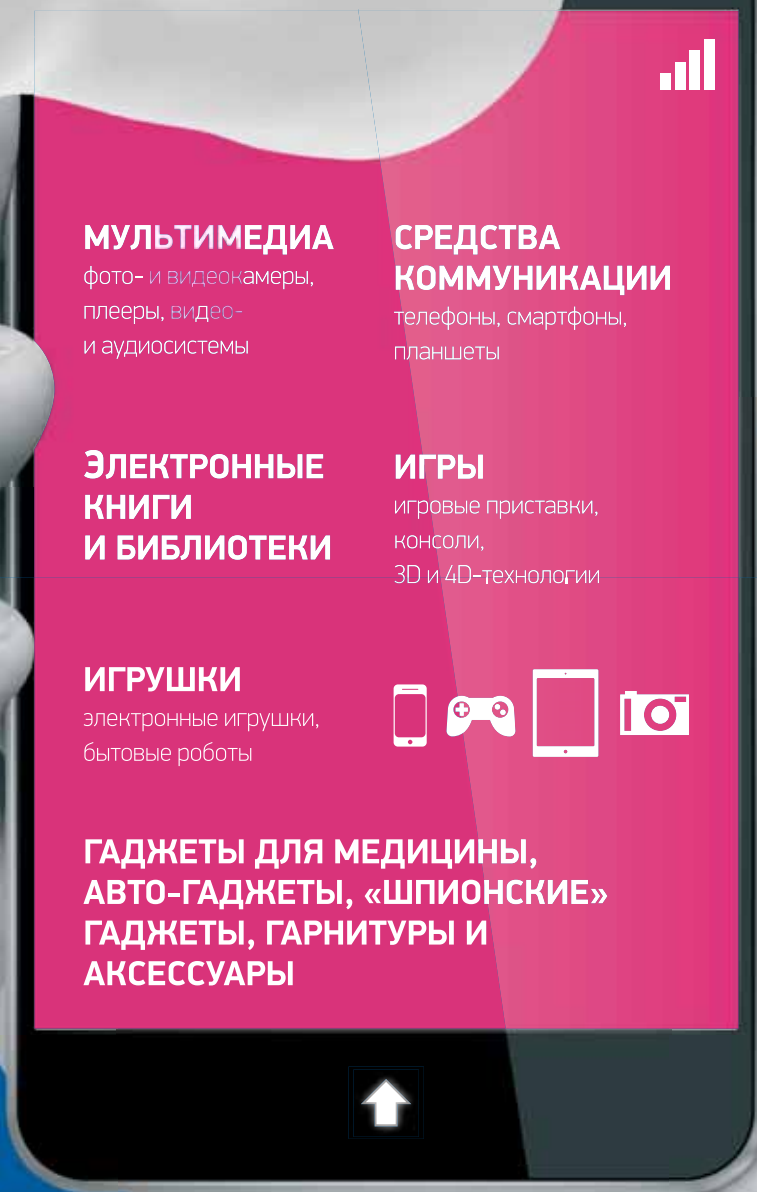 МУЛЬТИМЕДИА
фото- и видеокамеры,
плееры, видео-
и аудиосистемы
СРЕДСТВА
КОММУНИКАЦИИ
телефоны, смартфоны,
планшеты
ЭЛЕКТРОННЫЕ
КНИГИ
И БИБЛИОТЕКИ
ИГРЫ
игровые приставки,
консоли,
3D и 4D-технологии
ИГРУШКИ
электронные игрушки,
бытовые роботы
ГАДЖЕТЫ ДЛЯ МЕДИЦИНЫ,
АВТО-ГАДЖЕТЫ, «ШПИОНСКИЕ»
ГАДЖЕТЫ, ГАРНИТУРЫ И
АКСЕССУАРЫ